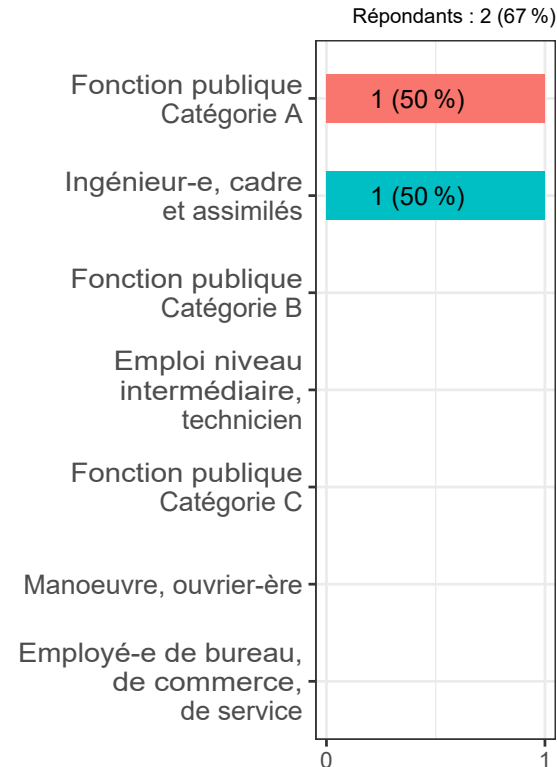 Répondants : 2 (67 %)
Fonction publique
Catégorie A
1 (50 %)
Ingénieur-e, cadre
et assimilés
1 (50 %)
Fonction publique
Catégorie B
Emploi niveau
intermédiaire,
technicien
Fonction publique
Catégorie C
Manoeuvre, ouvrier-ère
Employé-e de bureau,
de commerce,
de service
0 1